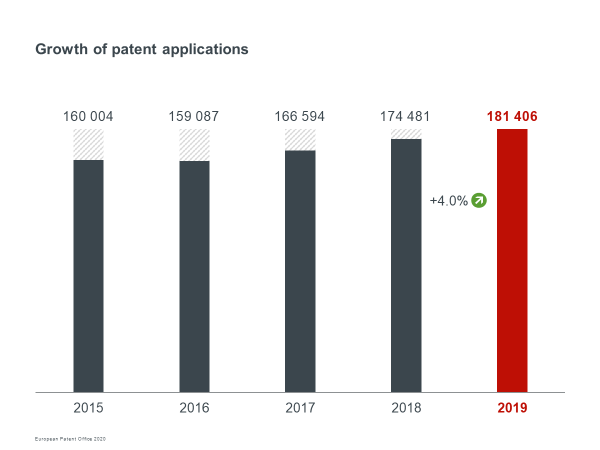 Growth of patent applications
160 004 159 087 166 594 174 481 181 406
+4.0%
2015 2016 2017 2018 2019
European Patent Office 2020